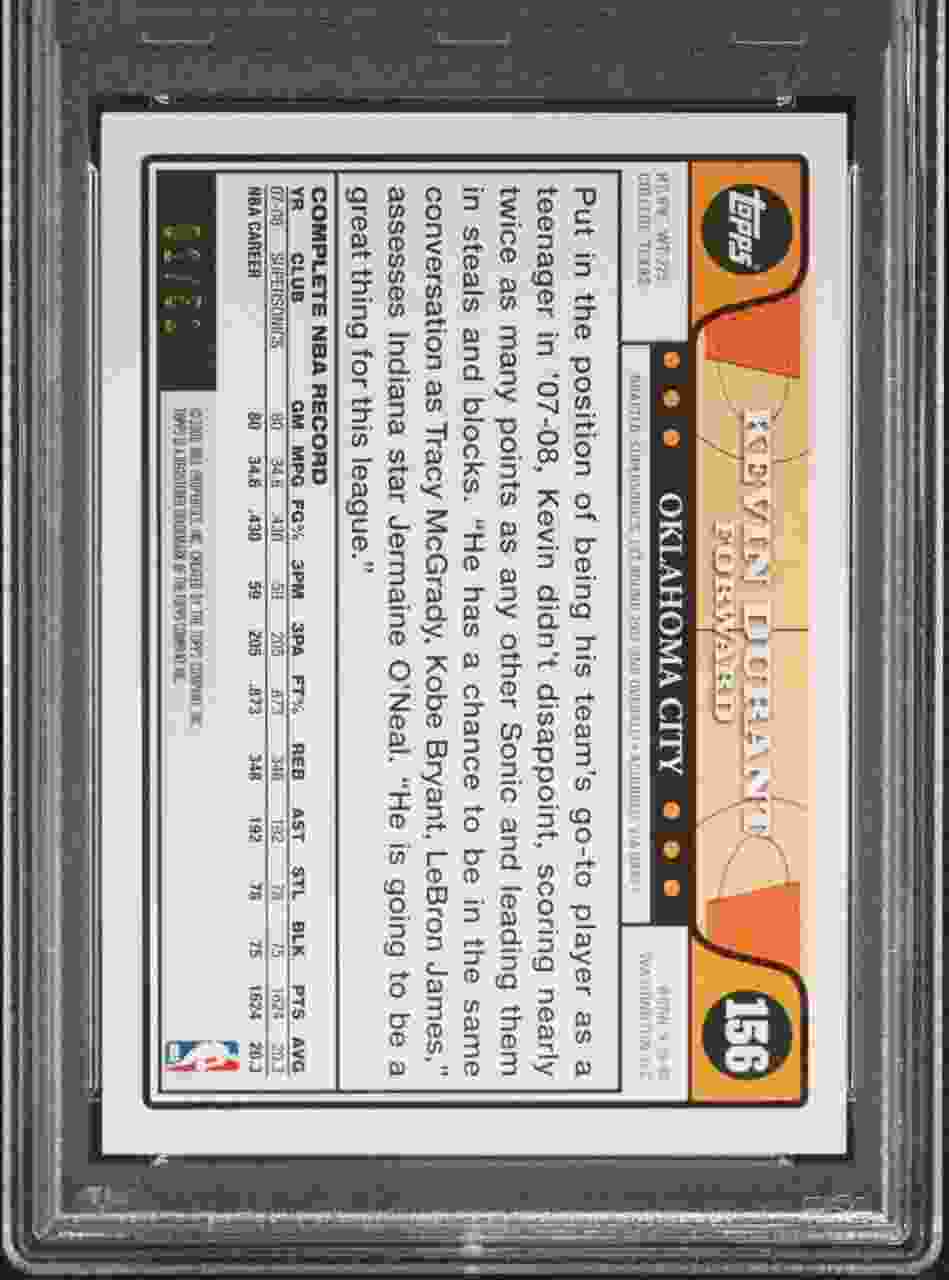 topps
KEVIN DURANT
FORWARD
156
OKLAHOMA CITY
Put in the position of being his team's go-to player as a
teenager in '07-08, Kevin didn't disappoint, scoring nearly
twice as many points as any other Sonic and leading them
in steals and blocks. "He has a chance to be in the same
conversation as Tracy McGrady, Kobe Bryant, LeBron James,"
assesses Indiana star Jermaine O'Neal. "He is going to be a
great thing for this league."
COMPLETE NBA RECORD
YR CLUB GM MPG FG% 3PM 3PA FT% REB AST STL BLK PTS AVG
07-08 SUPERSONICS 80 34.6 .430 59 205 .873 348 192 78 75 1624 20.3
NBA CAREER 80 34.6 .430 59 205 .873 348 192 78 75 1624 20.3